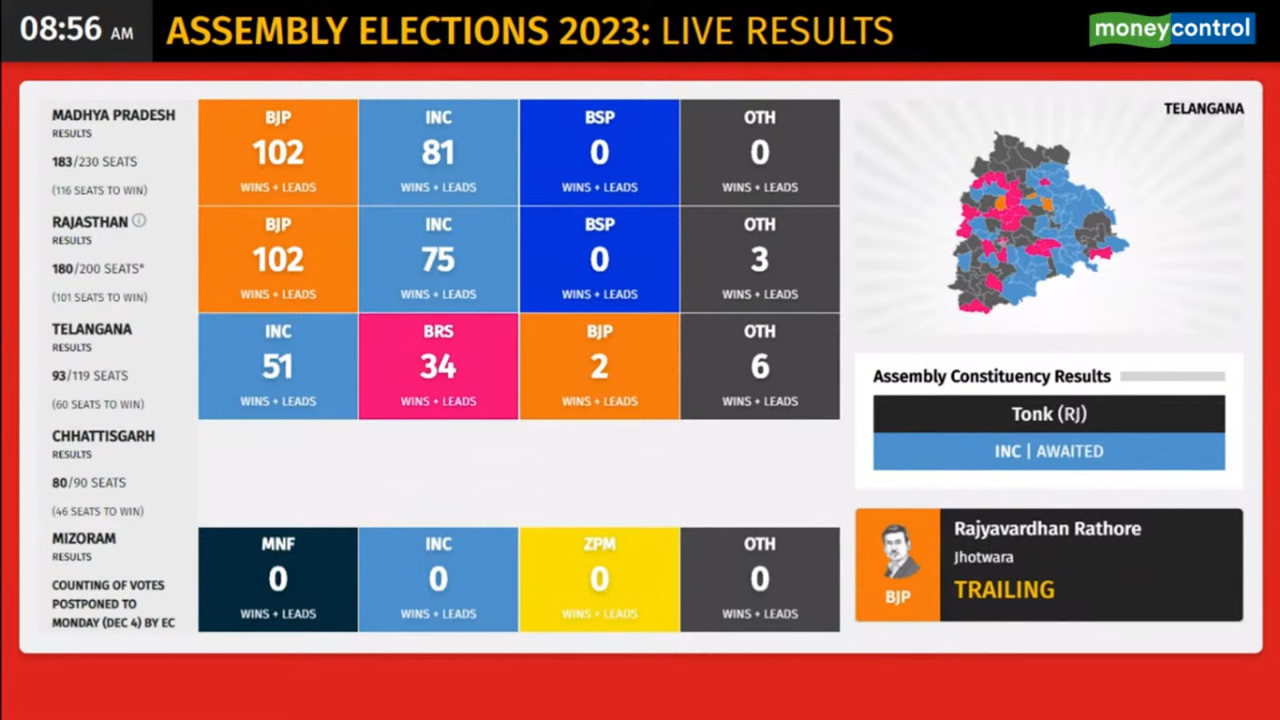 08:56 AM
ASSEMBLY ELECTIONS 2023: LIVE RESULTS
moneycontrol
MADHYA PRADESH
RESULTS
183/230 SEATS
(116 SEATS TO WIN)
BJP
102
WINS + LEADS
INC
81
WINS + LEADS
BSP
0
WINS + LEADS
OTH
0
WINS + LEADS
RAJASTHAN ⓘ
RESULTS
180/200 SEATS*
(101 SEATS TO WIN)
BJP
102
WINS + LEADS
INC
75
WINS + LEADS
BSP
0
WINS + LEADS
OTH
3
WINS + LEADS
TELANGANA
RESULTS
93/119 SEATS
(60 SEATS TO WIN)
INC
51
WINS + LEADS
BRS
34
WINS + LEADS
BJP
2
WINS + LEADS
OTH
6
WINS + LEADS
CHHATTISGARH
RESULTS
80/90 SEATS
(46 SEATS TO WIN)
MIZORAM
RESULTS
COUNTING OF VOTES
POSTPONED TO
MONDAY (DEC 4) BY EC
MNF
0
WINS + LEADS
INC
0
WINS + LEADS
ZPM
0
WINS + LEADS
OTH
0
WINS + LEADS
TELANGANA
Assembly Constituency Results
Tonk (RJ)
INC | AWAITED
BJP
Rajyavardhan Rathore
Jhotwara
TRAILING